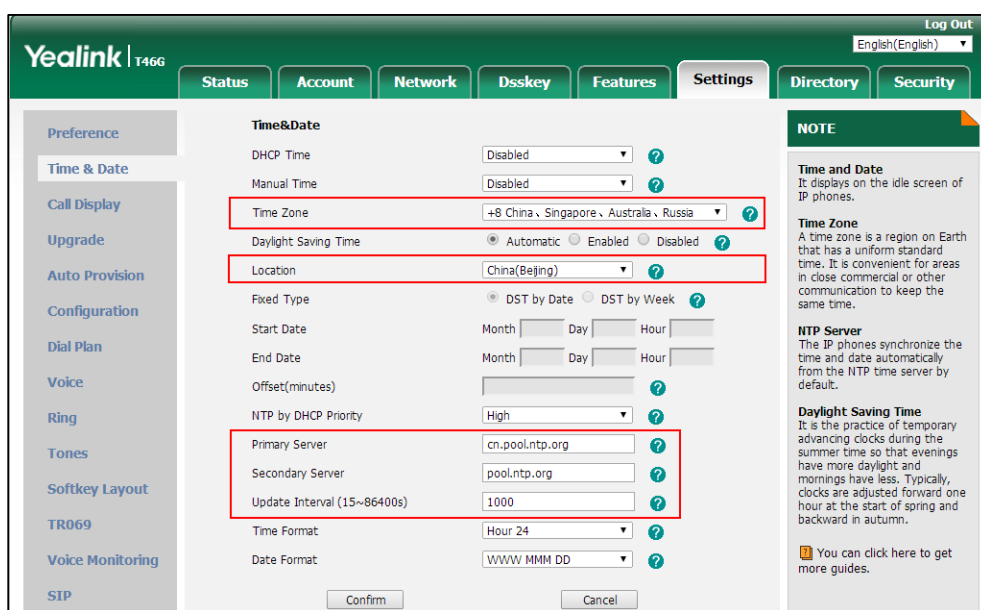 Log Out
Yealink T46G
English(English)
Status Account Network Dsskey Features Settings Directory Security
Preference
Time & Date
Call Display
Upgrade
Auto Provision
Configuration
Dial Plan
Voice
Ring
Tones
Softkey Layout
TR069
Voice Monitoring
SIP
Time&Date
DHCP Time Disabled
Manual Time Disabled
Time Zone +8 China、Singapore、Australia、Russia
Daylight Saving Time Automatic Enabled Disabled
Location China(Beijing)
Fixed Type DST by Date DST by Week
Start Date Month Day Hour
End Date Month Day Hour
Offset(minutes)
NTP by DHCP Priority High
Primary Server cn.pool.ntp.org
Secondary Server pool.ntp.org
Update Interval (15~86400s) 1000
Time Format Hour 24
Date Format WWW MMM DD
Confirm Cancel
NOTE
Time and Date
It displays on the idle screen of
IP phones.
Time Zone
A time zone is a region on Earth
that has a uniform standard
time. It is convenient for areas
in close commercial or other
communication to keep the
same time.
NTP Server
The IP phones synchronize the
time and date automatically
from the NTP time server by
default.
Daylight Saving Time
It is the practice of temporary
advancing clocks during the
summer time so that evenings
have more daylight and
mornings have less. Typically,
clocks are adjusted forward one
hour at the start of spring and
backward in autumn.
You can click here to get
more guides.